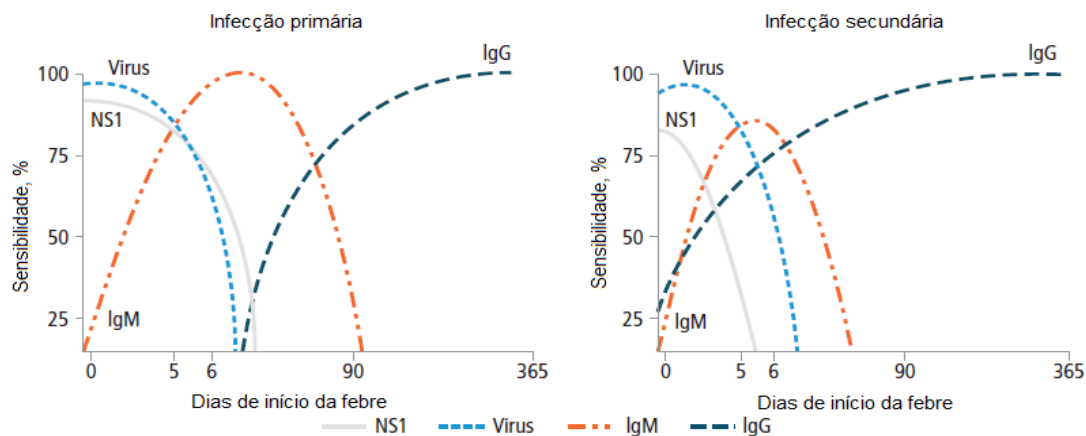 Infecção primária
Infecção secundária
Sensibilidade, %
100
75
50
25
Virus
NS1
IgM
IgG
0 5 6 90 365
Dias de início da febre
Sensibilidade, %
100
75
50
25
Virus
NS1
IgM
IgG
0 5 6 90 365
Dias de início da febre
NS1 Virus IgM IgG